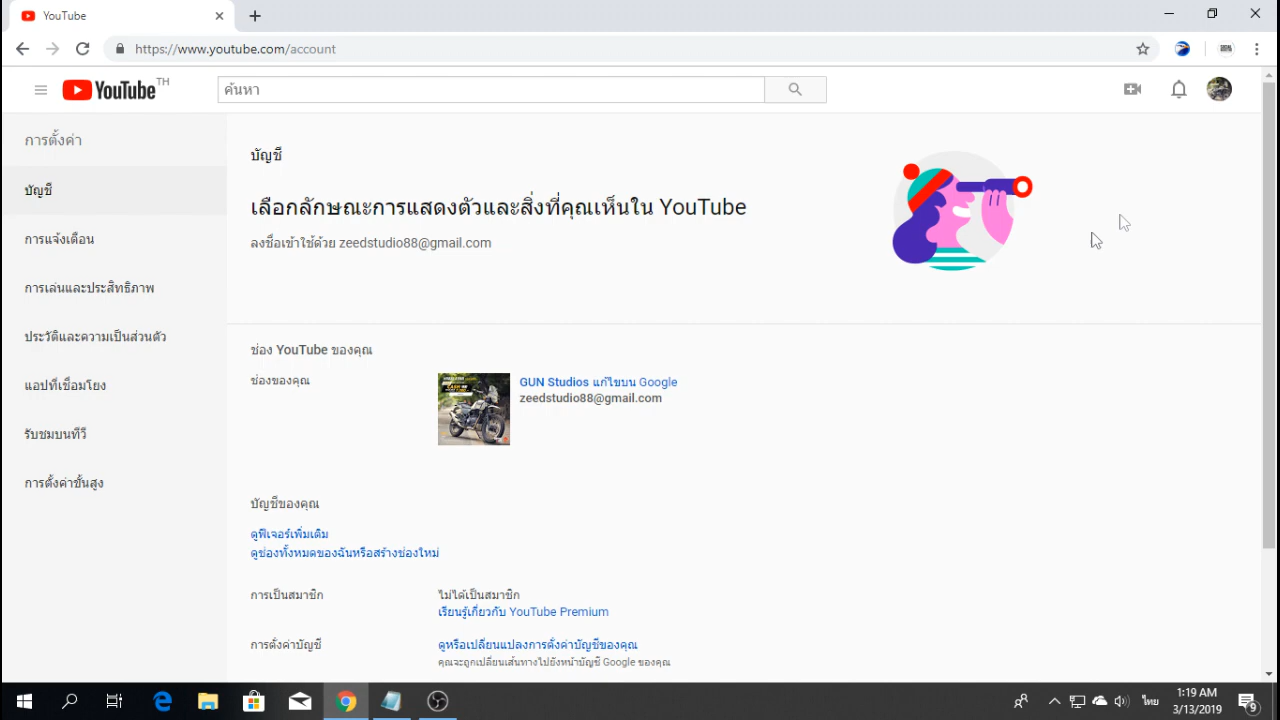 YouTube
https://www.youtube.com/account
YouTube TH
ค้นหา
การตั้งค่า
บัญชี
การแจ้งเตือน
การเล่นและประสิทธิภาพ
ประวัติและความเป็นส่วนตัว
แอปที่เชื่อมโยง
รับชมบนทีวี
การตั้งค่าขั้นสูง
บัญชี
เลือกลักษณะการแสดงตัวและสิ่งที่คุณเห็นใน YouTube
ลงชื่อเข้าใช้ด้วย zeedstudio88@gmail.com
ช่อง YouTube ของคุณ
ช่องของคุณ
GUN Studios แก้ไขบน Google
zeedstudio88@gmail.com
บัญชีของคุณ
ดูฟีเจอร์เพิ่มเติม
ดูช่องทั้งหมดของฉันหรือสร้างช่องใหม่
การเป็นสมาชิก
ไม่ได้เป็นสมาชิก
เรียนรู้เกี่ยวกับ YouTube Premium
การตั้งค่าบัญชี
ดูหรือเปลี่ยนแปลงการตั้งค่าบัญชีของคุณ
คุณจะถูกเปลี่ยนเส้นทางไปยังหน้าบัญชี Google ของคุณ
ไทย
1:19 AM
3/13/2019
9